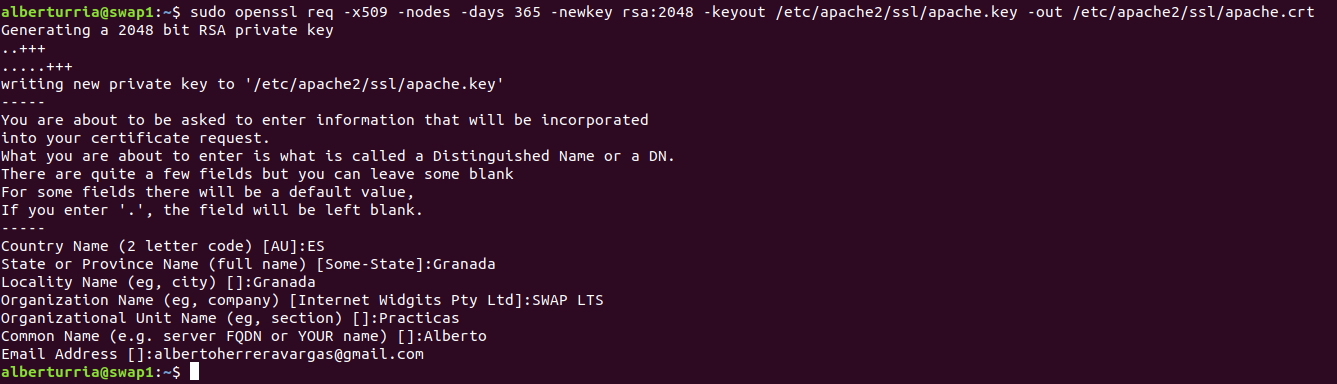 alberturria@swap1:~$ sudo openssl req -x509 -nodes -days 365 -newkey rsa:2048 -keyout /etc/apache2/ssl/apache.key -out /etc/apache2/ssl/apache.crt
Generating a 2048 bit RSA private key
..+++
.....+++
writing new private key to '/etc/apache2/ssl/apache.key'
-----
You are about to be asked to enter information that will be incorporated
into your certificate request.
What you are about to enter is what is called a Distinguished Name or a DN.
There are quite a few fields but you can leave some blank
For some fields there will be a default value,
If you enter '.', the field will be left blank.
-----
Country Name (2 letter code) [AU]:ES
State or Province Name (full name) [Some-State]:Granada
Locality Name (eg, city) []:Granada
Organization Name (eg, company) [Internet Widgits Pty Ltd]:SWAP LTS
Organizational Unit Name (eg, section) []:Practicas
Common Name (e.g. server FQDN or YOUR name) []:Alberto
Email Address []:albertoherreravargas@gmail.com
alberturria@swap1:~$